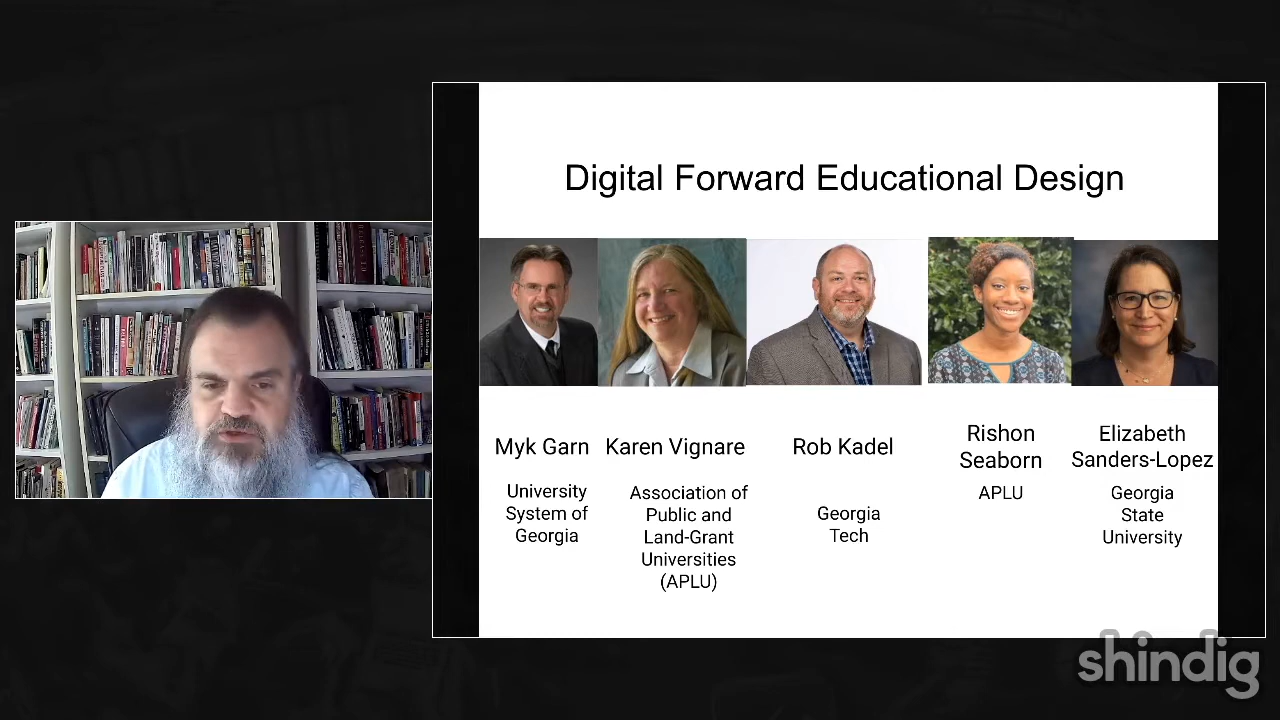 Digital Forward Educational Design
Myk Garn
University
System of
Georgia
Karen Vignare
Association of
Public and
Land-Grant
Universities
(APLU)
Rob Kadel
Georgia
Tech
Rishon
Seaborn
APLU
Elizabeth
Sanders-Lopez
Georgia
State
University
shindig